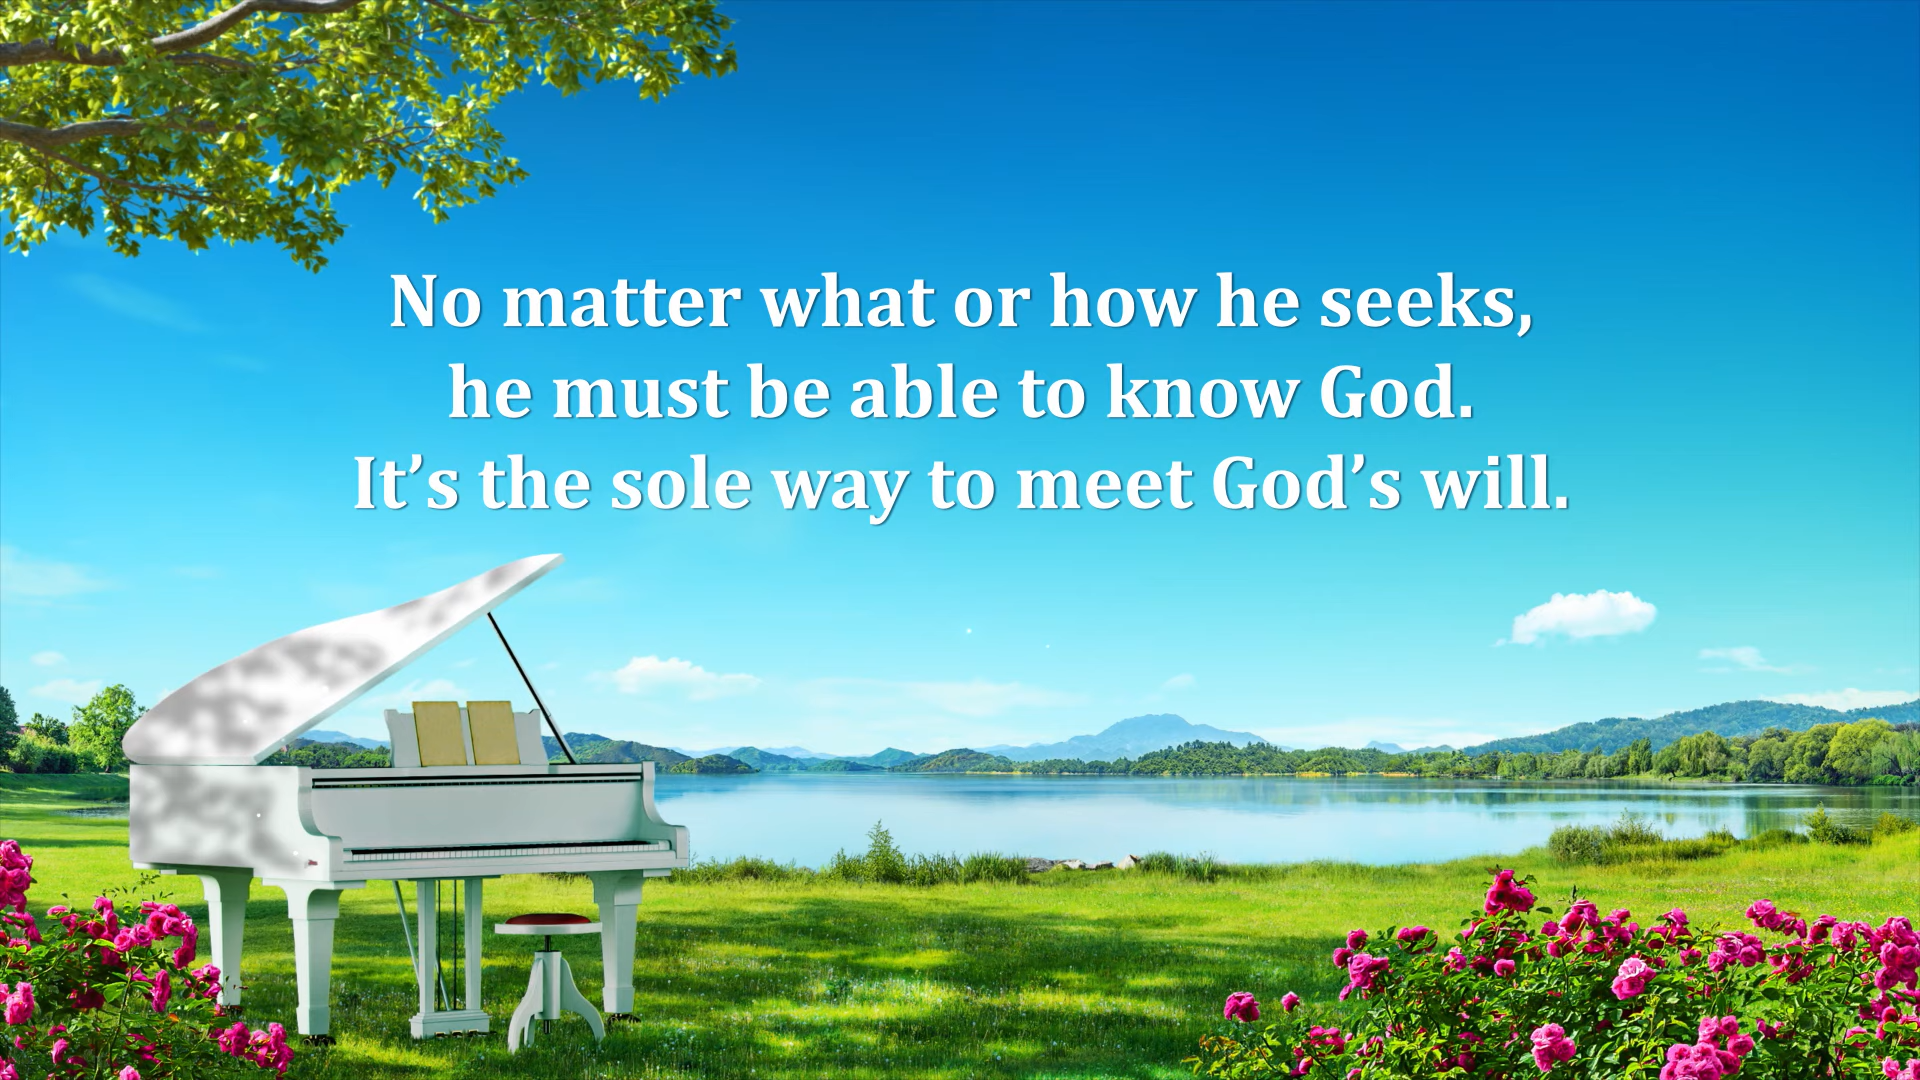 No matter what or how he seeks,
he must be able to know God.
It’s the sole way to meet God’s will.